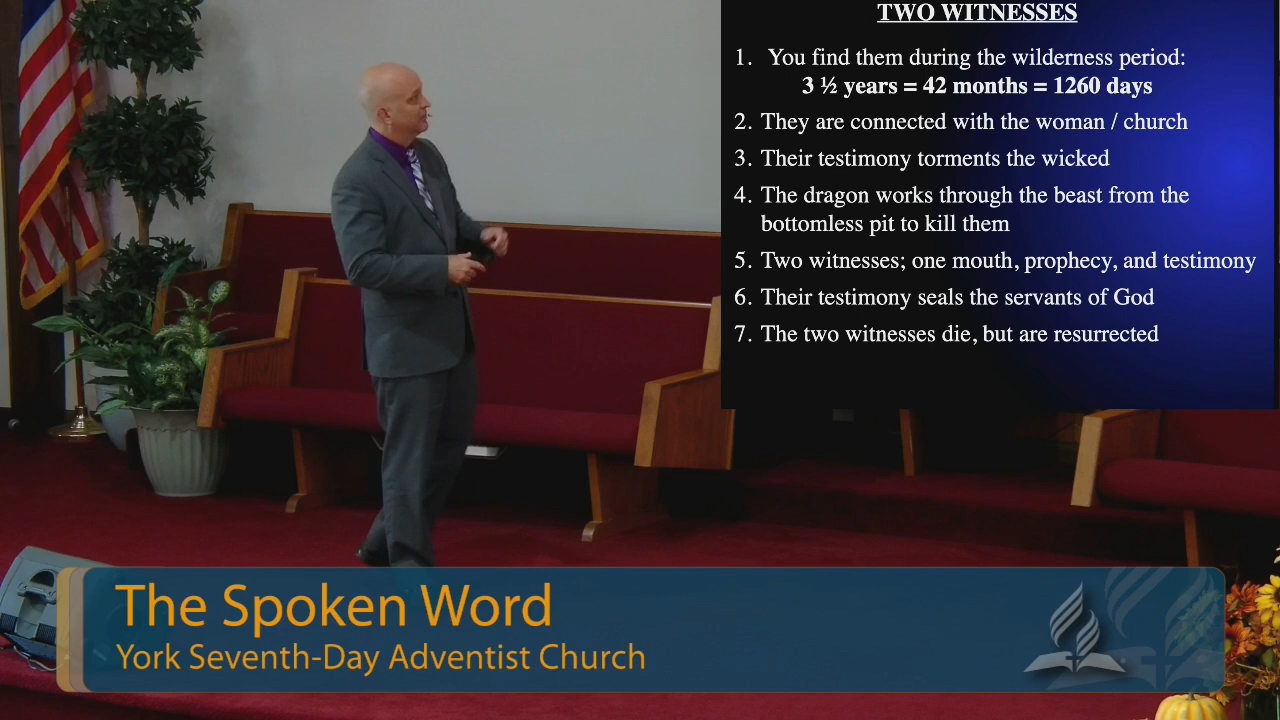 TWO WITNESSES
1. You find them during the wilderness period:
3 ½ years = 42 months = 1260 days
2. They are connected with the woman / church
3. Their testimony torments the wicked
4. The dragon works through the beast from the
bottomless pit to kill them
5. Two witnesses; one mouth, prophecy, and testimony
6. Their testimony seals the servants of God
7. The two witnesses die, but are resurrected
The Spoken Word
York Seventh-Day Adventist Church